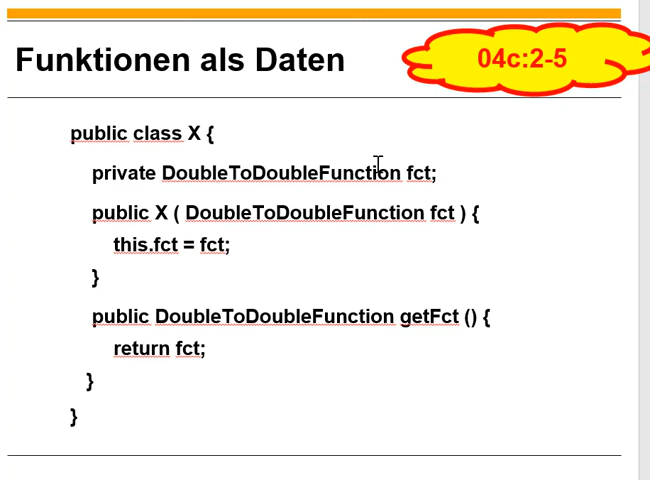 Funktionen als Daten
04c:2-5
public class X {
private DoubleToDoubleFunction fct;
public X ( DoubleToDoubleFunction fct ) {
this.fct = fct;
}
public DoubleToDoubleFunction getFct () {
return fct;
}
}